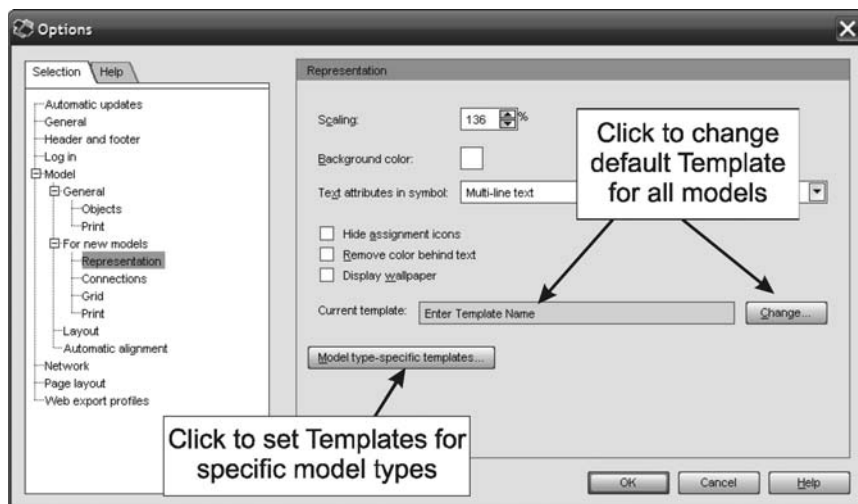 Options
Selection
Help
Automatic updates
General
Header and footer
Log in
Model
General
Objects
Print
For new models
Representation
Connections
Grid
Print
Layout
Automatic alignment
Network
Page layout
Web export profiles
Representation
Scaling:
136
%
Background color:
Text attributes in symbol:
Multi-line text
Hide assignment icons
Remove color behind text
Display wallpaper
Current template:
Enter Template Name
Change...
Model type-specific templates...
Click to change
default Template
for all models
Click to set Templates for
specific model types
OK
Cancel
Help